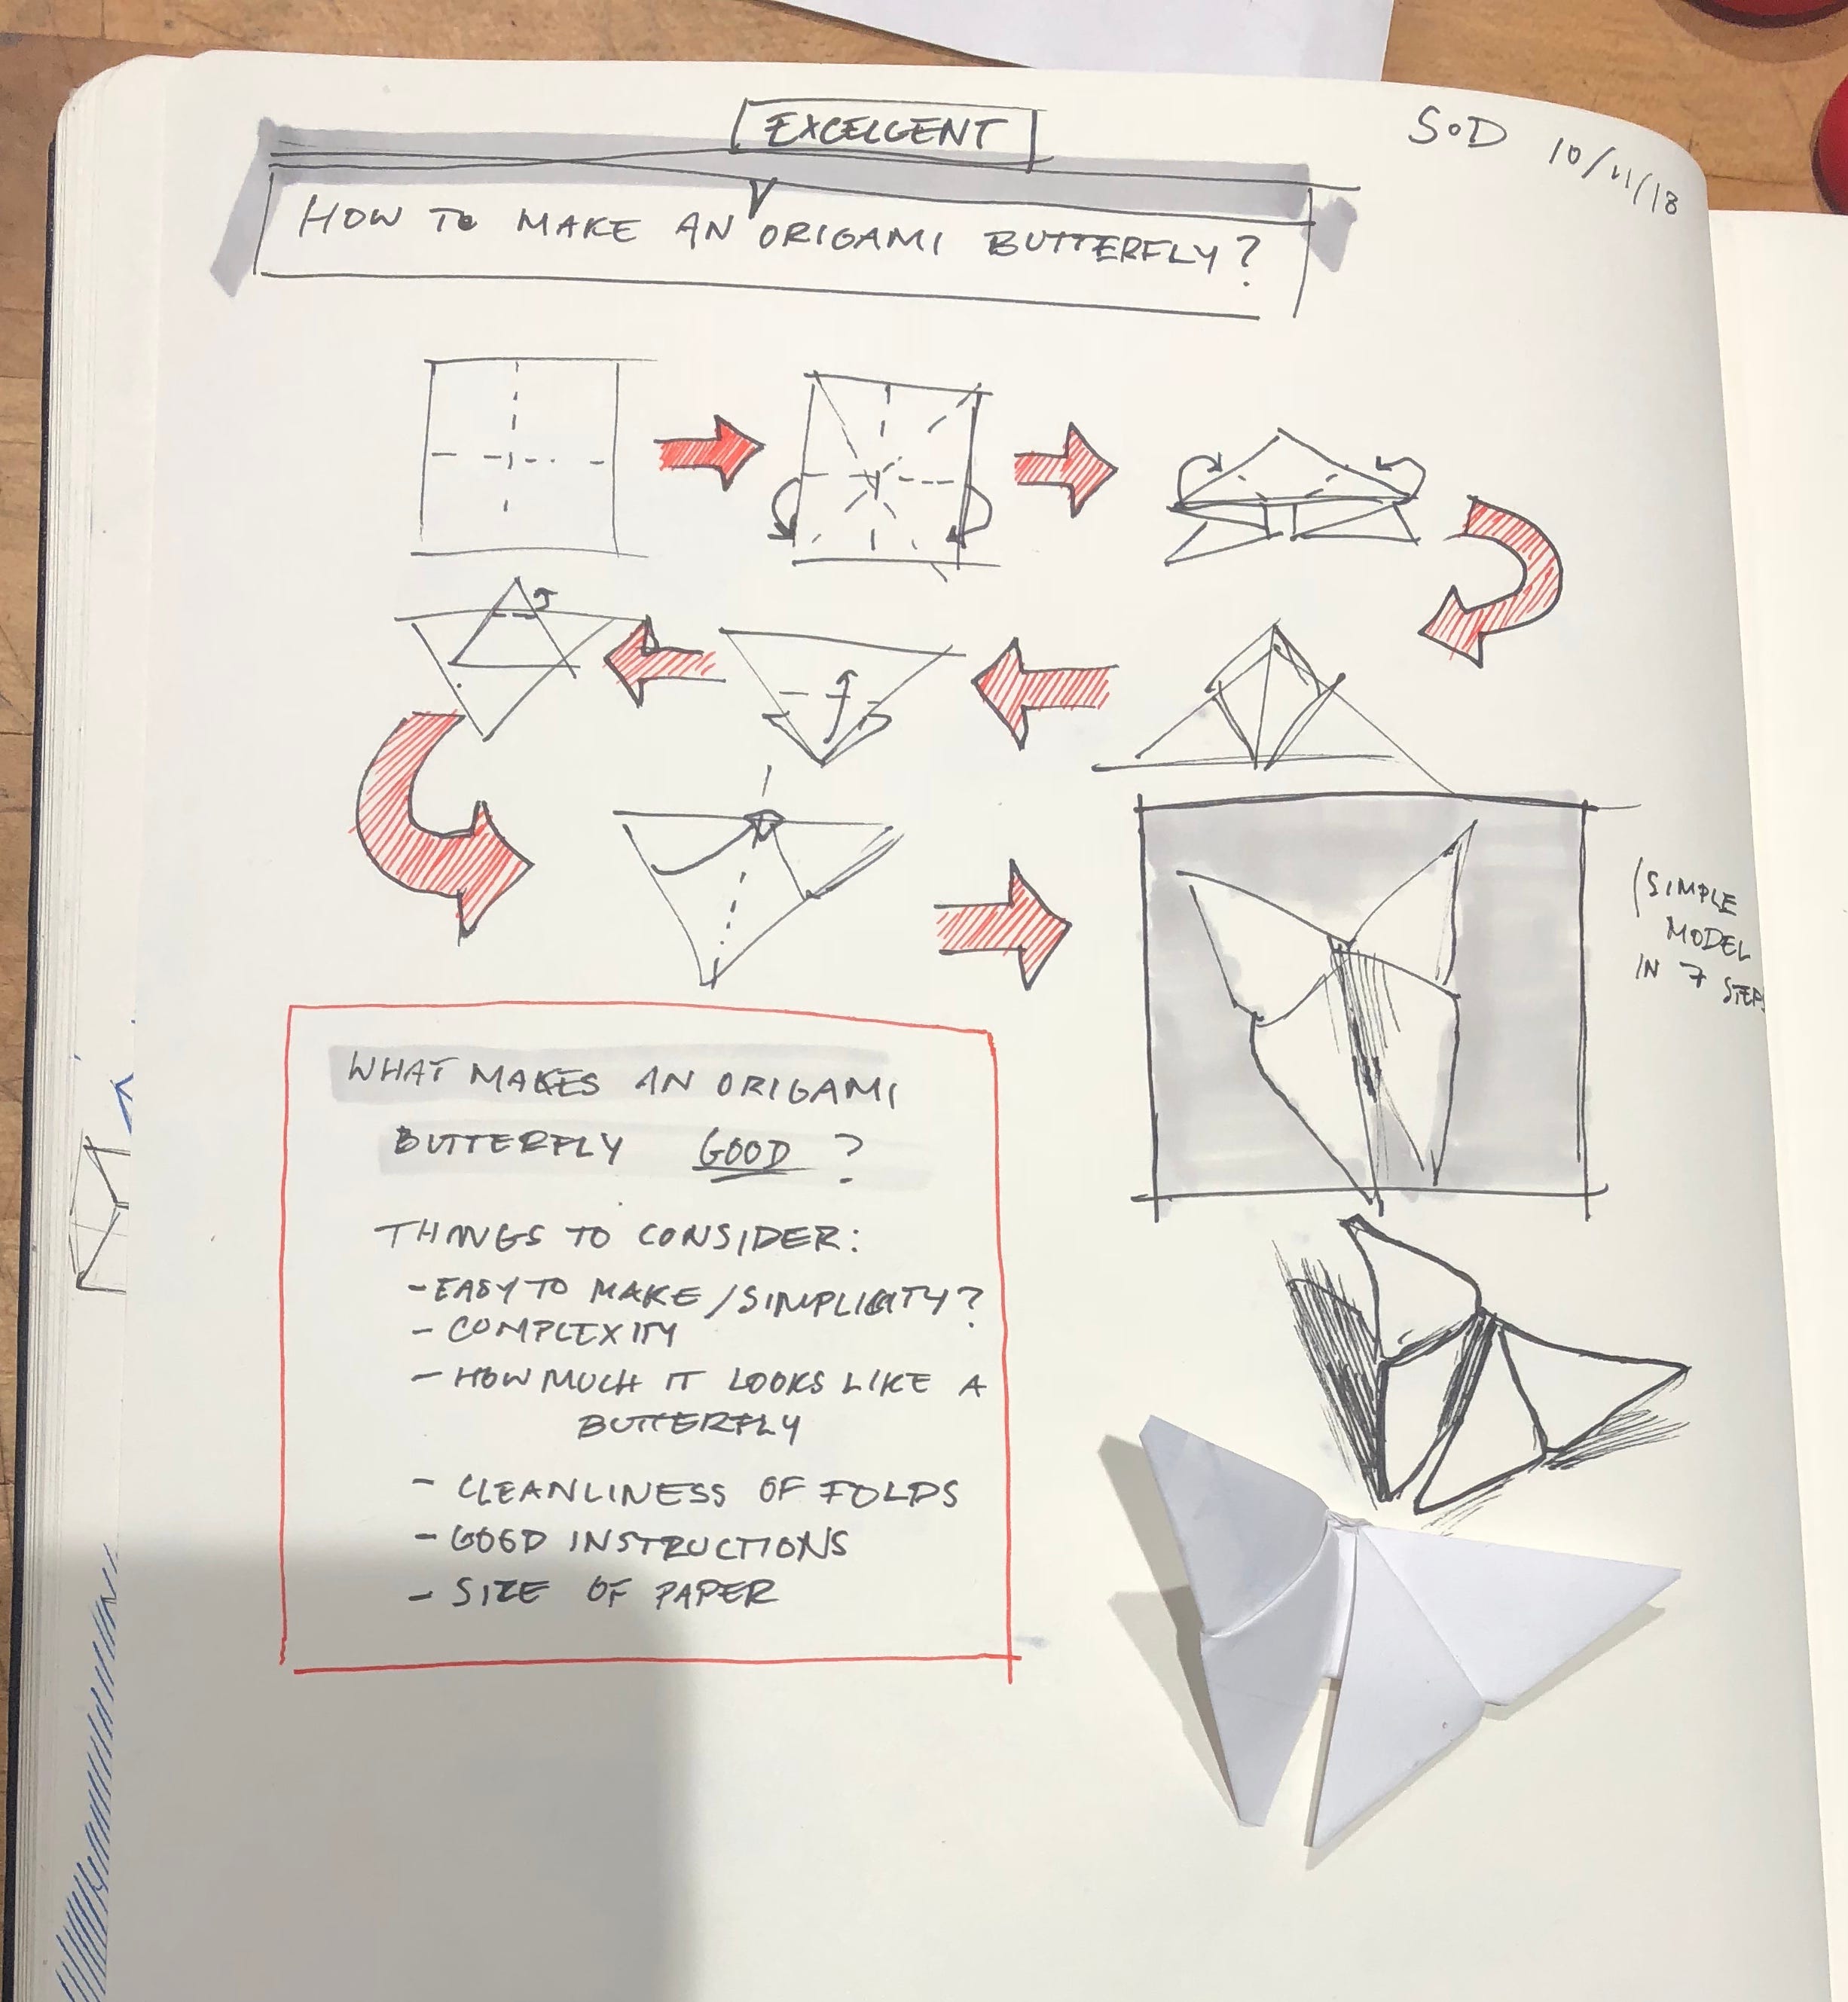 EXCELLENT
SOD 10/11/18
HOW TO MAKE AN ORIGAMI BUTTERFLY?
(SIMPLE
MODEL
IN 7 STEPS
WHAT MAKES AN ORIGAMI
BUTTERFLY GOOD ?
THINGS TO CONSIDER:
- EASY TO MAKE / SIMPLICITY?
- COMPLEXITY
- HOW MUCH IT LOOKS LIKE A
BUTTERFLY
- CLEANLINESS OF FOLDS
- GOOD INSTRUCTIONS
- SIZE OF PAPER